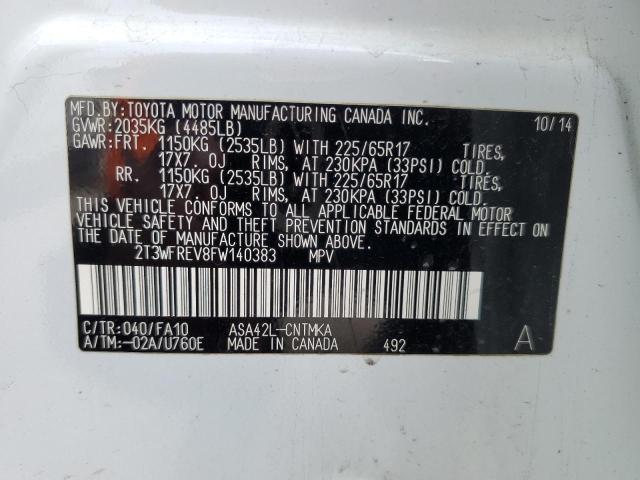 MFD.BY:TOYOTA MOTOR MANUFACTURING CANADA INC. 10/14
GVWR:2035KG (4485LB)
GAWR:FRT. 1150KG (2535LB) WITH 225/65R17 TIRES,
17X7.0J RIMS, AT 230KPA (33PSI) COLD.
RR. 1150KG (2535LB) WITH 225/65R17 TIRES,
17X7.0J RIMS, AT 230KPA (33PSI) COLD.
THIS VEHICLE CONFORMS TO ALL APPLICABLE FEDERAL MOTOR
VEHICLE SAFETY AND THEFT PREVENTION STANDARDS IN EFFECT ON
THE DATE OF MANUFACTURE SHOWN ABOVE.
2T3WFREV8FW140383 MPV
C/TR:040/FA10 ASA42L-CNTMKA
A/TM:-02A/U760E MADE IN CANADA 492 A